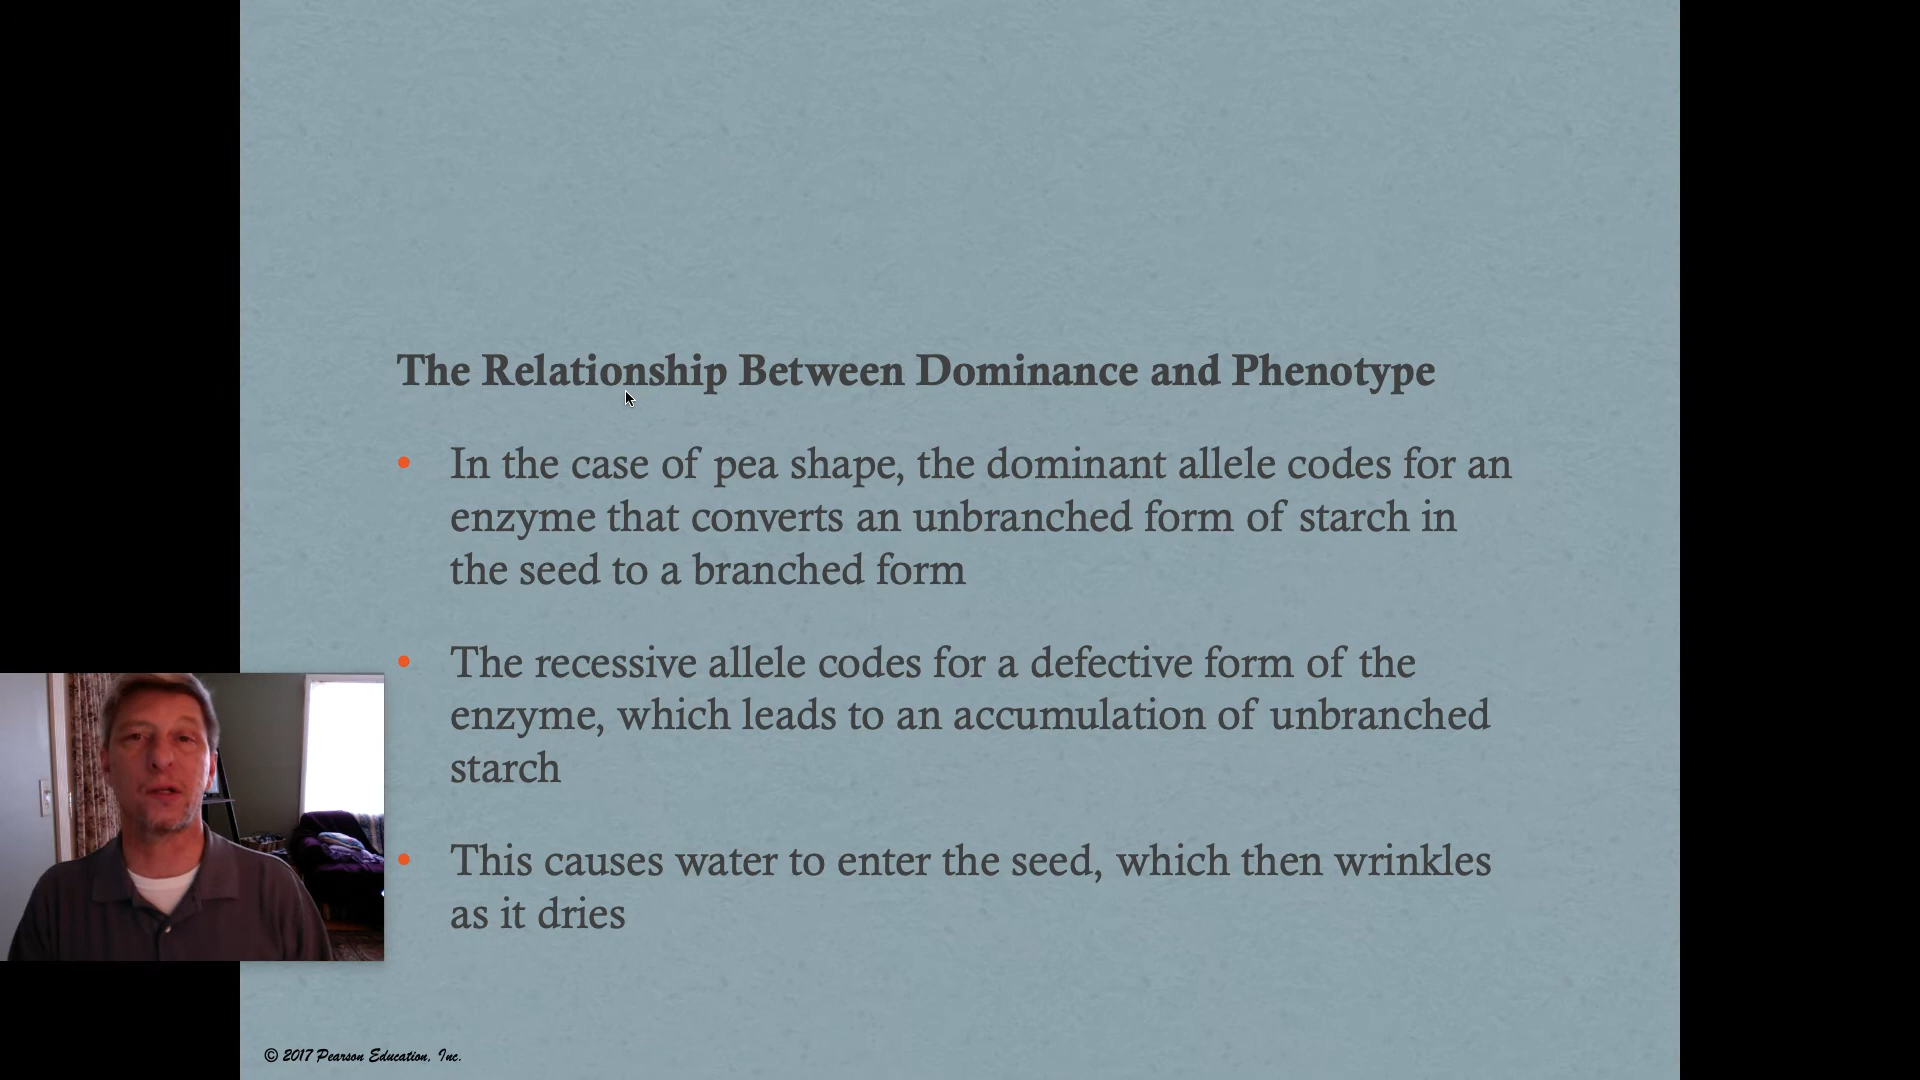 The Relationship Between Dominance and Phenotype
• In the case of pea shape, the dominant allele codes for an
enzyme that converts an unbranched form of starch in
the seed to a branched form
• The recessive allele codes for a defective form of the
enzyme, which leads to an accumulation of unbranched
starch
• This causes water to enter the seed, which then wrinkles
as it dries
© 2017 Pearson Education, Inc.